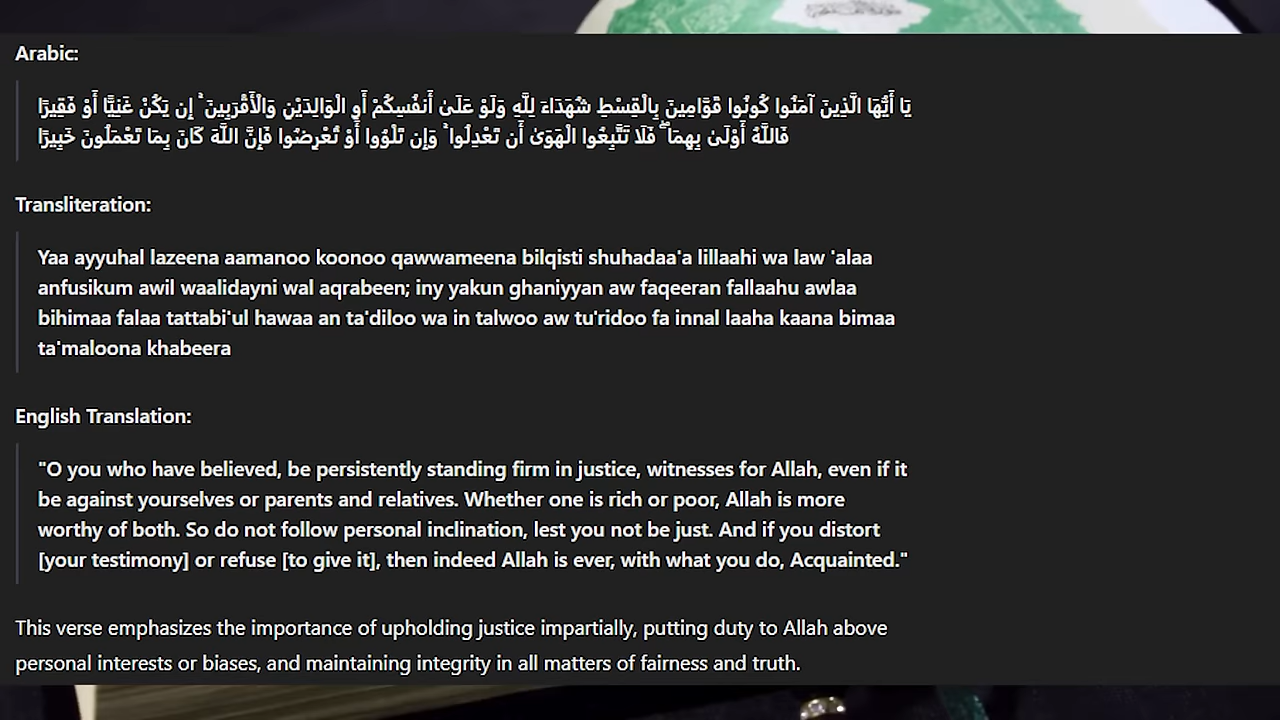 Arabic:
يَا أَيُّهَا الَّذِينَ آمَنُوا كُونُوا قَوَّامِينَ بِالْقِسْطِ شُهَدَاءَ لِلَّهِ وَلَوْ عَلَىٰ أَنفُسِكُمْ أَوِ الْوَالِدَيْنِ وَالْأَقْرَبِينَ ۚ إِن يَكُنْ غَنِيًّا أَوْ فَقِيرًا
فَاللَّهُ أَوْلَىٰ بِهِمَا ۖ فَلَا تَتَّبِعُوا الْهَوَىٰ أَن تَعْدِلُوا ۚ وَإِن تَلْوُوا أَوْ تُعْرِضُوا فَإِنَّ اللَّهَ كَانَ بِمَا تَعْمَلُونَ خَبِيرًا
Transliteration:
Yaa ayyuhal lazeena aamanoo koonoo qawwameena bilqisti shuhadaa'a lillaahi wa law 'alaa
anfusikum awil waalidayni wal aqrabeen; iny yakun ghaniyyan aw faqeeran fallaahu awlaa
bihimaa falaa tattabi'ul hawaa an ta'diloo wa in talwoo aw tu'ridoo fa innal laaha kaana bimaa
ta'maloona khabeera
English Translation:
"O you who have believed, be persistently standing firm in justice, witnesses for Allah, even if it
be against yourselves or parents and relatives. Whether one is rich or poor, Allah is more
worthy of both. So do not follow personal inclination, lest you not be just. And if you distort
[your testimony] or refuse [to give it], then indeed Allah is ever, with what you do, Acquainted."
This verse emphasizes the importance of upholding justice impartially, putting duty to Allah above
personal interests or biases, and maintaining integrity in all matters of fairness and truth.